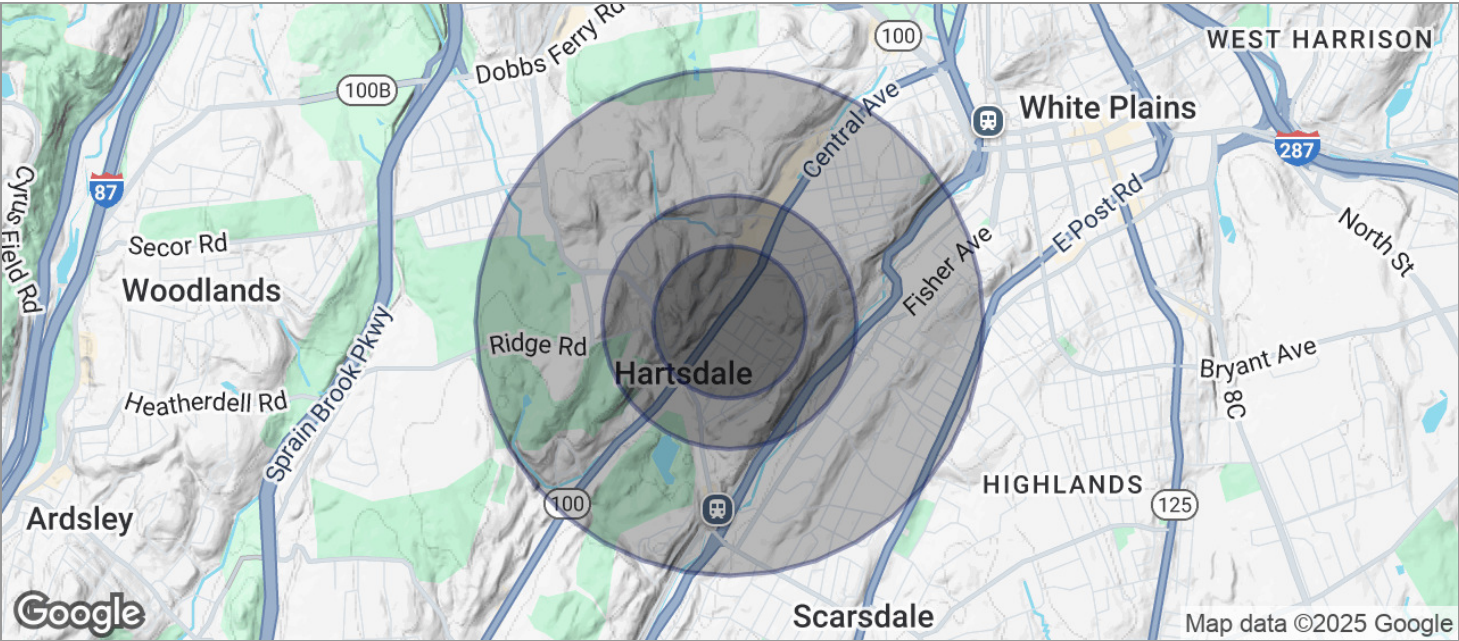 100
WEST HARRISON
Dobbs Ferry Rd
100B
Central Ave
White Plains
287
87
Cyrus Field Rd
E Post Rd
North St
Secor Rd
Woodlands
Fisher Ave
Ridge Rd
Hartsdale
Bryant Ave
Heatherdell Rd
Sprain Brook Pkwy
8C
HIGHLANDS
100
125
Ardsley
Scarsdale
Google
Map data ©2025 Google